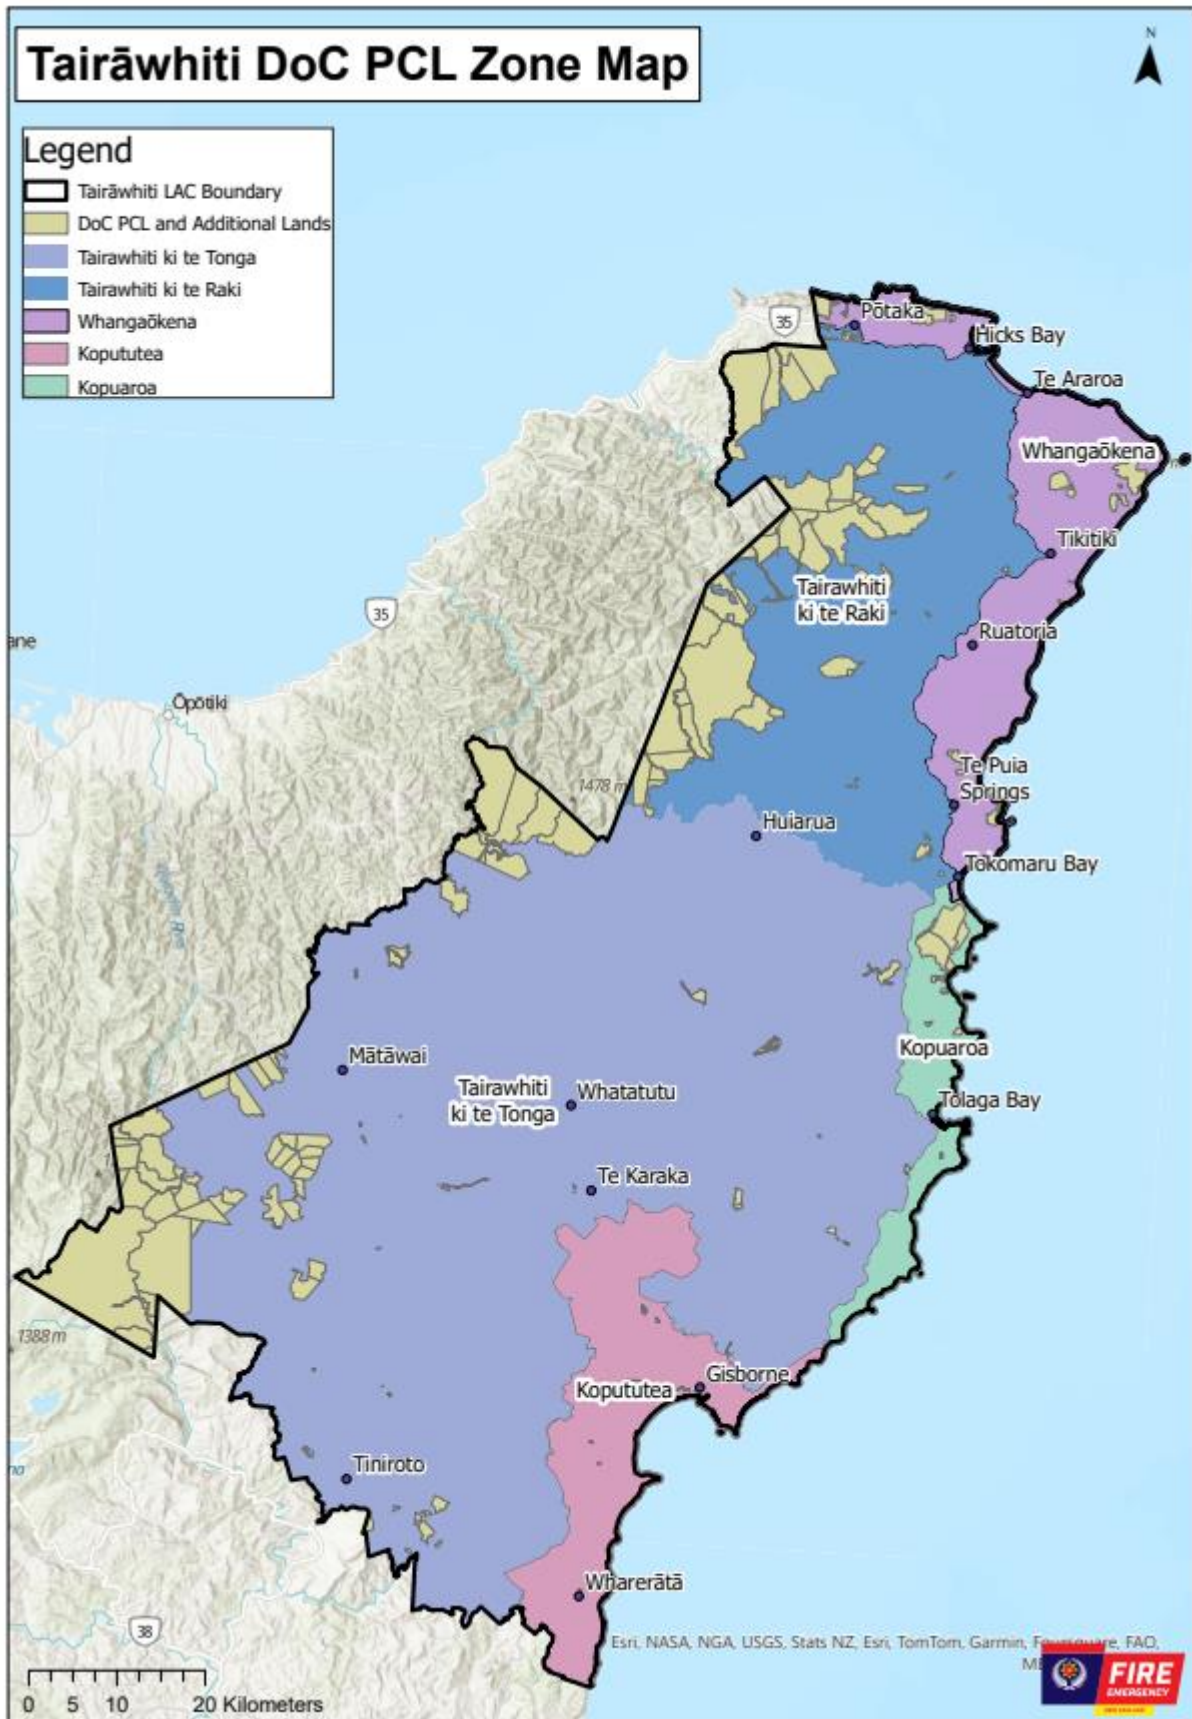 Tairāwhiti DoC PCL Zone Map
N
Legend
Tairāwhiti LAC Boundary
DoC PCL and Additional Lands
Tairawhiti ki te Tonga
Tairawhiti ki te Raki
Whangaōkena
Kopututea
Kopuaroa
35
Pōtaka
Hicks Bay
Te Araroa
Whangaōkena
Tikitiki
Tairawhiti
ki te Raki
35
Ruatoria
ane
Ōpōtiki
Te Puia
Springs
1478 m
Huiarua
Tokomaru Bay
Kopuaroa
Mātāwai
Tairawhiti
ki te Tonga
Whatatutu
Tolaga Bay
Te Karaka
1388 m
Gisborne
Kopututea
Tiniroto
Wharerātā
38
Esri, NASA, NGA, USGS, Stats NZ, Esri, TomTom, Garmin, Foursquare, FAO,
FIRE
EMERGENCY
0 5 10 20 Kilometers